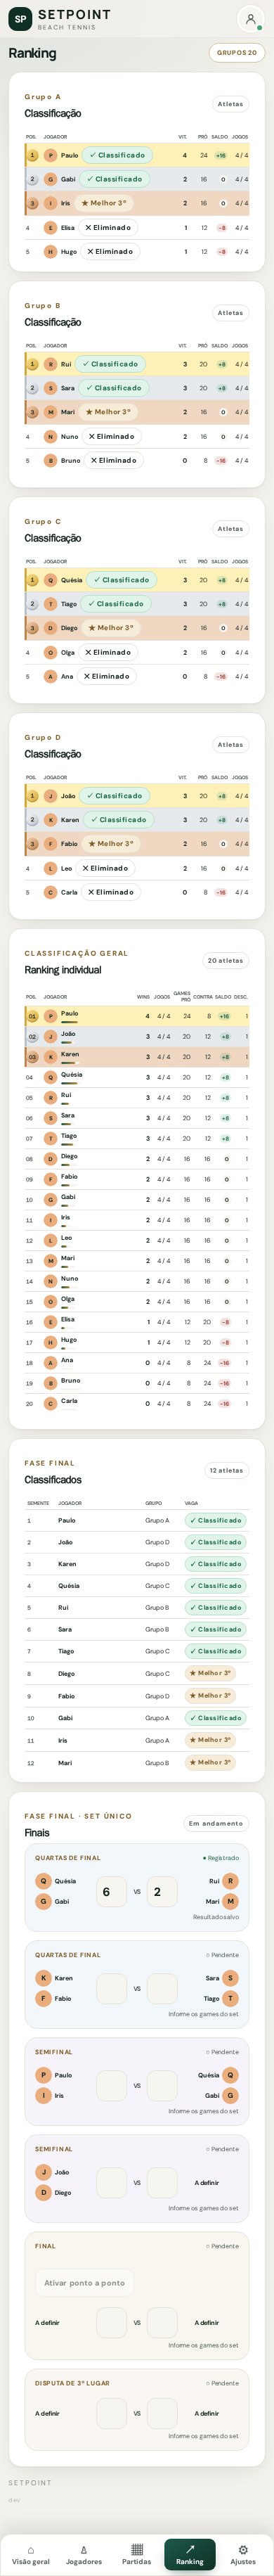 SP SETPOINT
BEACH TENNIS
Ranking
GRUPOS 20
Grupo A
Atletas
Classificação
POS. JOGADOR VIT. PRÓ SALDO JOGOS
1 P Paulo ✓ Classificado 4 24 +16 4/4
2 G Gabi ✓ Classificado 2 16 0 4/4
3 I Iris ★ Melhor 3º 2 16 0 4/4
4 E Elisa ✕ Eliminado 1 12 -8 4/4
5 H Hugo ✕ Eliminado 1 12 -8 4/4
Grupo B
Atletas
Classificação
POS. JOGADOR VIT. PRÓ SALDO JOGOS
1 R Rui ✓ Classificado 3 20 +8 4/4
2 S Sara ✓ Classificado 3 20 +8 4/4
3 M Mari ★ Melhor 3º 2 16 0 4/4
4 N Nuno ✕ Eliminado 2 16 0 4/4
5 B Bruno ✕ Eliminado 0 8 -16 4/4
Grupo C
Atletas
Classificação
POS. JOGADOR VIT. PRÓ SALDO JOGOS
1 Q Quésia ✓ Classificado 3 20 +8 4/4
2 T Tiago ✓ Classificado 3 20 +8 4/4
3 D Diego ★ Melhor 3º 2 16 0 4/4
4 O Olga ✕ Eliminado 2 16 0 4/4
5 A Ana ✕ Eliminado 0 8 -16 4/4
Grupo D
Atletas
Classificação
POS. JOGADOR VIT. PRÓ SALDO JOGOS
1 J João ✓ Classificado 3 20 +8 4/4
2 K Karen ✓ Classificado 3 20 +8 4/4
3 F Fabio ★ Melhor 3º 2 16 0 4/4
4 L Leo ✕ Eliminado 2 16 0 4/4
5 C Carla ✕ Eliminado 0 8 -16 4/4
CLASSIFICAÇÃO GERAL
20 atletas
Ranking individual
POS. JOGADOR WINS JOGOS GAMES PRÓ CONTRA SALDO DESC.
01 P Paulo 4 4/4 24 8 +16 1
02 J João 3 4/4 20 12 +8 1
03 K Karen 3 4/4 20 12 +8 1
04 Q Quésia 3 4/4 20 12 +8 1
05 R Rui 3 4/4 20 12 +8 1
06 S Sara 3 4/4 20 12 +8 1
07 T Tiago 3 4/4 20 12 +8 1
08 D Diego 2 4/4 16 16 0 1
09 F Fabio 2 4/4 16 16 0 1
10 G Gabi 2 4/4 16 16 0 1
11 I Iris 2 4/4 16 16 0 1
12 L Leo 2 4/4 16 16 0 1
13 M Mari 2 4/4 16 16 0 1
14 N Nuno 2 4/4 16 16 0 1
15 O Olga 2 4/4 16 16 0 1
16 E Elisa 1 4/4 12 20 -8 1
17 H Hugo 1 4/4 12 20 -8 1
18 A Ana 0 4/4 8 24 -16 1
19 B Bruno 0 4/4 8 24 -16 1
20 C Carla 0 4/4 8 24 -16 1
FASE FINAL
12 atletas
Classificados
SEMENTE JOGADOR GRUPO VAGA
1 Paulo Grupo A ✓ Classificado
2 João Grupo D ✓ Classificado
3 Karen Grupo D ✓ Classificado
4 Quésia Grupo C ✓ Classificado
5 Rui Grupo B ✓ Classificado
6 Sara Grupo B ✓ Classificado
7 Tiago Grupo C ✓ Classificado
8 Diego Grupo C ★ Melhor 3º
9 Fabio Grupo D ★ Melhor 3º
10 Gabi Grupo A ✓ Classificado
11 Iris Grupo A ★ Melhor 3º
12 Mari Grupo B ★ Melhor 3º
FASE FINAL · SET ÚNICO
Em andamento
Finais
QUARTAS DE FINAL ● Registrado
Q Quésia Rui R
6 VS 2
G Gabi Mari M
Resultado salvo
QUARTAS DE FINAL ○ Pendente
K Karen Sara S
VS
F Fabio Tiago T
Informe os games do set
SEMIFINAL ○ Pendente
P Paulo Quésia Q
VS
I Iris Gabi G
Informe os games do set
SEMIFINAL ○ Pendente
J João
VS A definir
D Diego
Informe os games do set
FINAL ○ Pendente
Ativar ponto a ponto
A definir VS A definir
Informe os games do set
DISPUTA DE 3º LUGAR ○ Pendente
A definir VS A definir
Informe os games do set
SETPOINT
dev
Visão geral Jogadores Partidas Ranking Ajustes